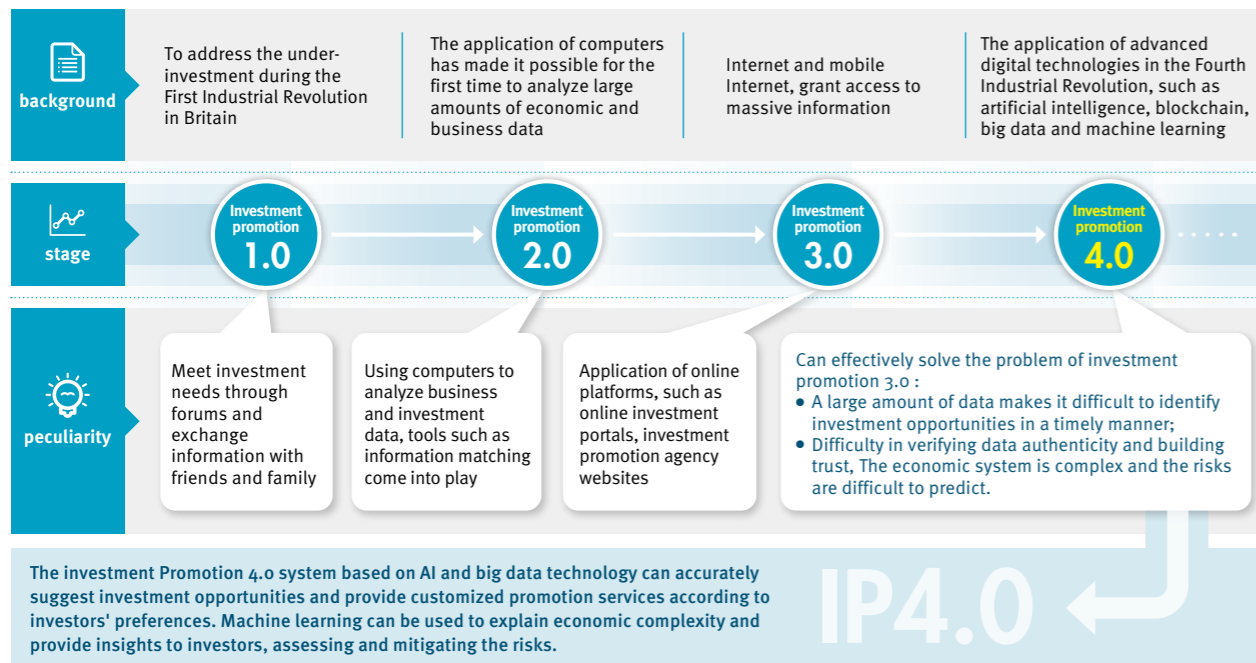 background
To address the under-
investment during the
First Industrial Revolution
in Britain
The application of computers
has made it possible for the
first time to analyze large
amounts of economic and
business data
Internet and mobile
Internet, grant access to
massive information
The application of advanced
digital technologies in the Fourth
Industrial Revolution, such as
artificial intelligence, blockchain,
big data and machine learning
stage
Investment
promotion
1.0
Investment
promotion
2.0
Investment
promotion
3.0
Investment
promotion
4.0
peculiarity
Meet investment
needs through
forums and
exchange
information with
friends and family
Using computers to
analyze business
and investment
data, tools such as
information matching
come into play
Application of online
platforms, such as
online investment
portals, investment
promotion agency
websites
Can effectively solve the problem of investment
promotion 3.0 :
• A large amount of data makes it difficult to identify
investment opportunities in a timely manner;
• Difficulty in verifying data authenticity and building
trust, The economic system is complex and the risks
are difficult to predict.
The investment Promotion 4.0 system based on AI and big data technology can accurately
suggest investment opportunities and provide customized promotion services according to
investors' preferences. Machine learning can be used to explain economic complexity and
provide insights to investors, assessing and mitigating the risks.
IP4.0